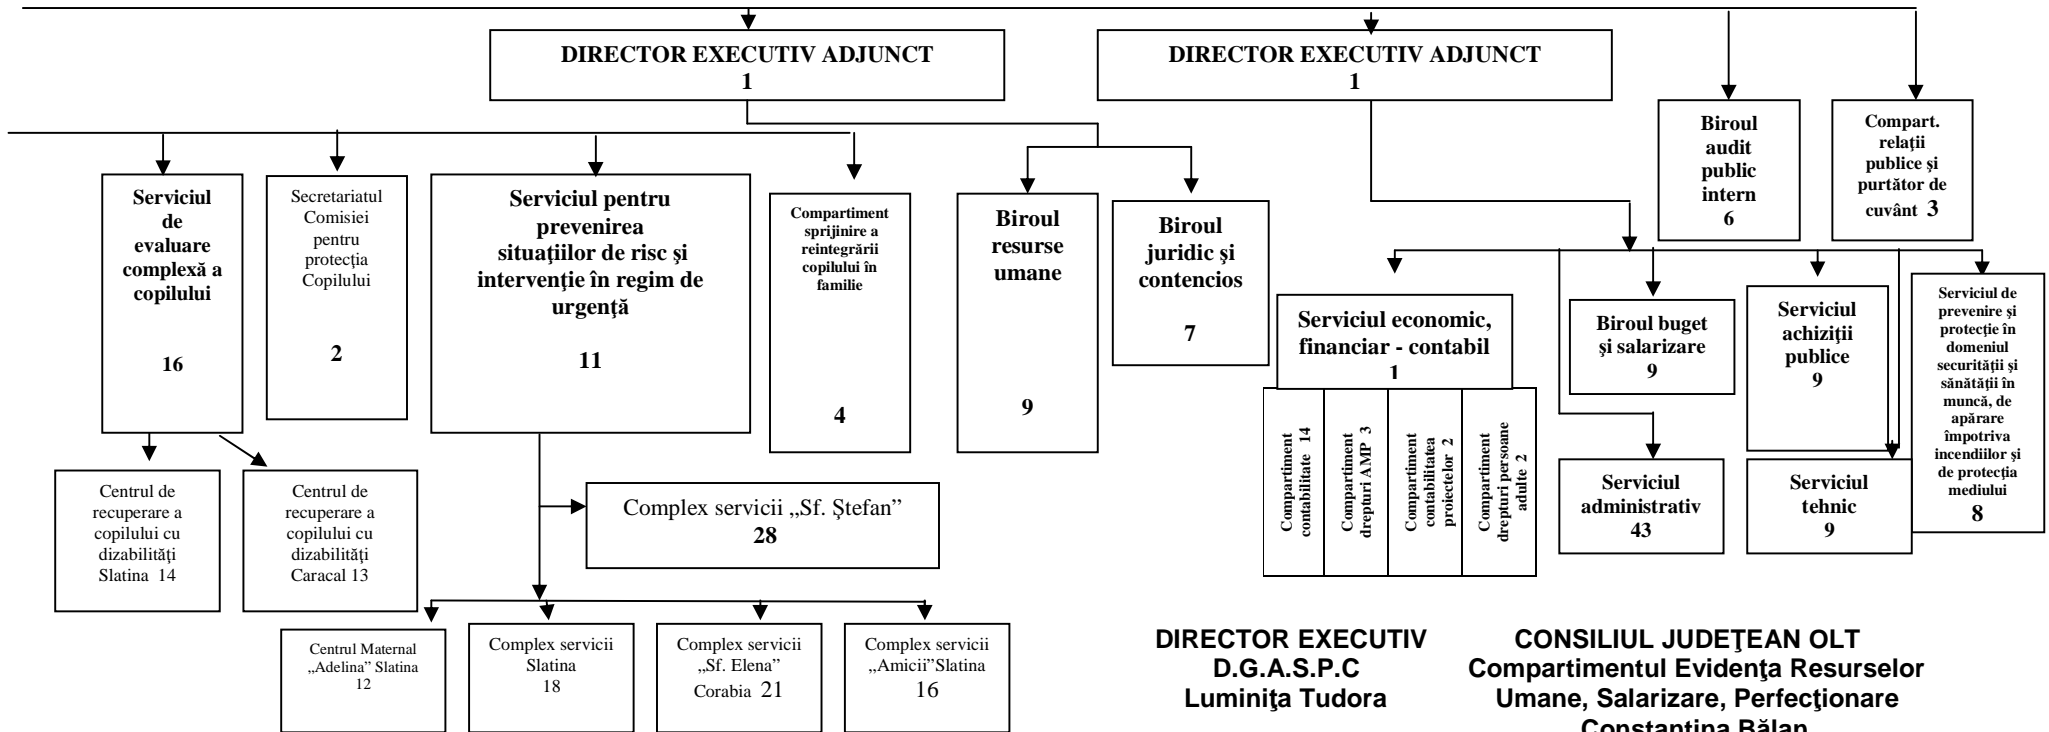 DIRECTOR EXECUTIV ADJUNCT
1
DIRECTOR EXECUTIV ADJUNCT
1
Biroul
audit
public
intern
6
Compart.
relaţii
publice şi
purtător de
cuvânt 3
Serviciul
de
evaluare
complexă a
copilului
16
Secretariatul
Comisiei
pentru
protecţia
Copilului
2
Serviciul pentru
prevenirea
situaţiilor de risc şi
intervenţie în regim de
urgenţă
11
Compartiment
sprijinire a
reintegrării
copilului în
familie
4
Biroul
resurse
umane
9
Biroul
juridic şi
contencios
7
Serviciul economic,
financiar - contabil
1
Compartiment
contabilitate 14
Compartiment
drepturi AMP 3
Compartiment
contabilitatea
proiectelor 2
Compartiment
drepturi persoane
adulte 2
Biroul buget
şi salarizare
9
Serviciul
achiziţii
publice
9
Serviciul de
prevenire şi
protecţie în
domeniul
securităţii şi
sănătăţii în
muncă, de
apărare
împotriva
incendiilor şi
de protecţia
mediului
8
Serviciul
administrativ
43
Serviciul
tehnic
9
Centrul de
recuperare a
copilului cu
dizabilităţi
Slatina 14
Centrul de
recuperare a
copilului cu
dizabilităţi
Caracal 13
Complex servicii „Sf. Ştefan”
28
Centrul Maternal
„Adelina” Slatina
12
Complex servicii
Slatina
18
Complex servicii
„Sf. Elena”
Corabia 21
Complex servicii
„Amicii”Slatina
16
DIRECTOR EXECUTIV
D.G.A.S.P.C
Luminiţa Tudora
CONSILIUL JUDEŢEAN OLT
Compartimentul Evidenţa Resurselor
Umane, Salarizare, Perfecţionare
Constantina Bălan